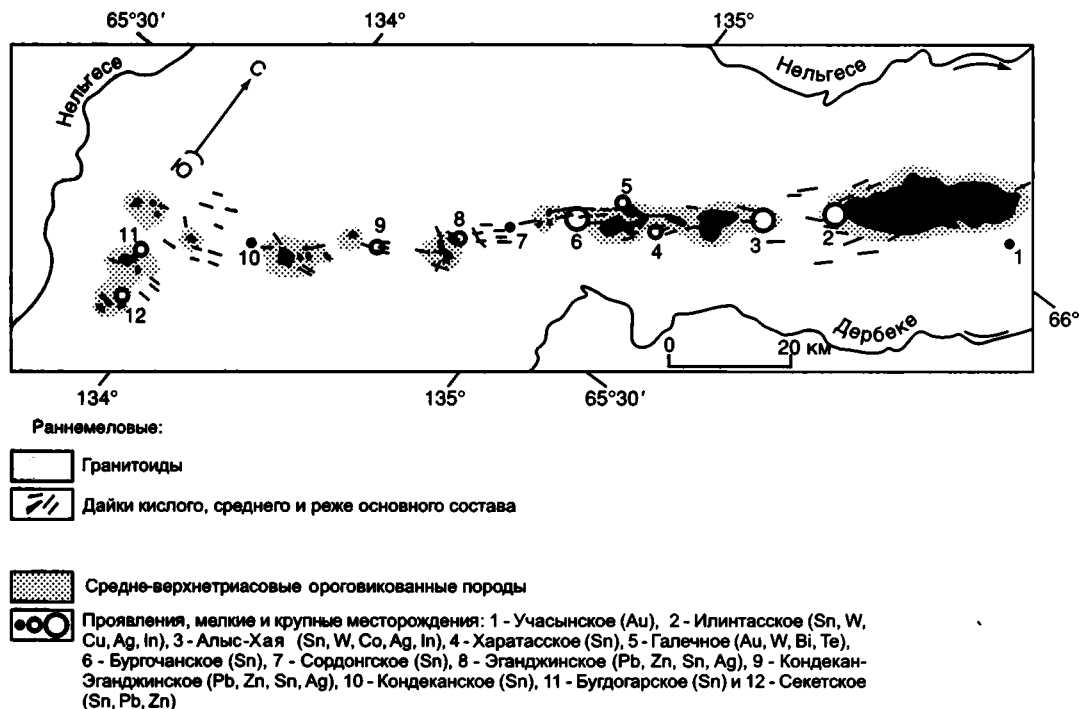 65°30′ 134° 135°
Нельгесе
Нельгесе
С
Ю
5
11 10 9 8 7 6 4 3 2 1
12
66°
Дербеке
0 20 км
134° 135° 65°30′
Раннемеловые:
Гранитоиды
Дайки кислого, среднего и реже основного состава
Средне-верхнетриасовые ороговикованные породы
Проявления, мелкие и крупные месторождения: 1 - Учасынское (Au), 2 - Илинтасское (Sn, W,
Cu, Ag, In), 3 - Алыс-Хая (Sn, W, Co, Ag, In), 4 - Харатасское (Sn), 5 - Галечное (Au, W, Bi, Te),
6 - Бургочанское (Sn), 7 - Сордонгское (Sn), 8 - Эганджинское (Pb, Zn, Sn, Ag), 9 - Кондекан-
Эганджинское (Pb, Zn, Sn, Ag), 10 - Кондеканское (Sn), 11 - Бугдогарское (Sn) и 12 - Секетское
(Sn, Pb, Zn)